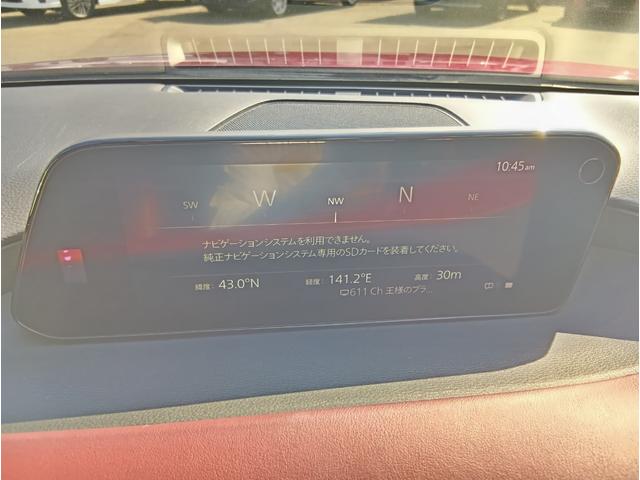 10:45am
SW W NW N NE
ナビゲーションシステムを利用できません。
純正ナビゲーションシステム専用のSDカードを装着してください。
緯度: 43.0°N 経度: 141.2°E 高度: 30m
611 Ch 王様のブラ...